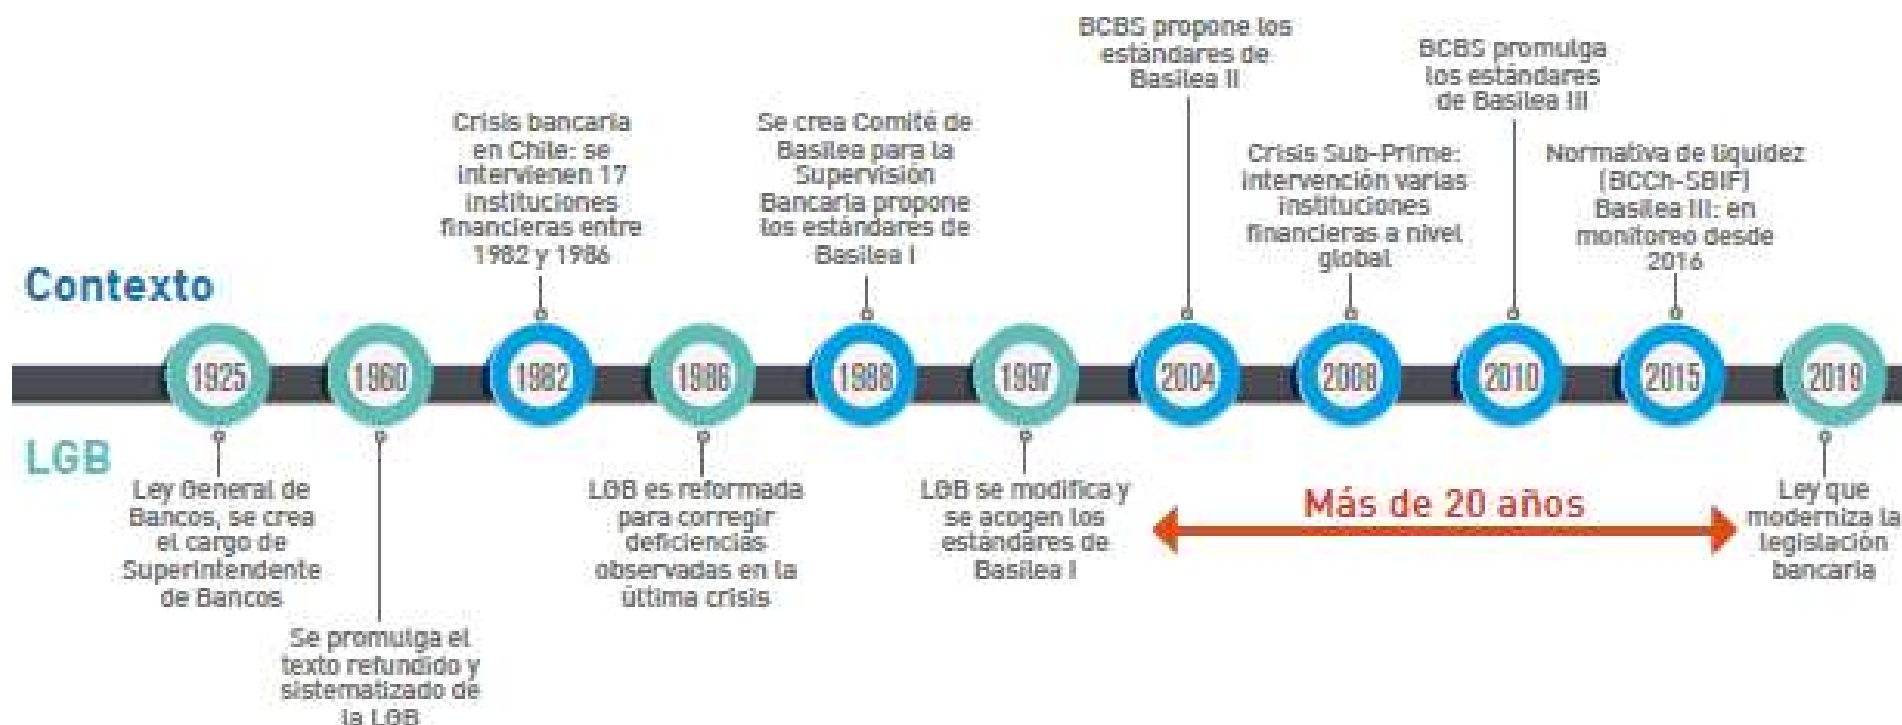 BCBS propone los
estándares de
Basilea II
BCBS promulga
los estándares
de Basilea III
Crisis bancaria
en Chile: se
intervienen 17
instituciones
financieras entre
1982 y 1986
Se crea Comité de
Basilea para la
Supervisión
Bancaria propone
los estándares de
Basilea I
Crisis Sub-Prime:
intervención varias
instituciones
financieras a nivel
global
Normativa de liquidez
(BCCh-SBIF)
Basilea III: en
monitoreo desde
2016
Contexto
1925
1960
1982
1986
1988
1997
2004
2008
2010
2015
2019
LGB
Ley General de
Bancos, se crea
el cargo de
Superintendente
de Bancos
Se promulga el
texto refundido y
sistematizado de
la LGB
LGB es reformada
para corregir
deficiencias
observadas en la
última crisis
LGB se modifica y
se acogen los
estándares de
Basilea I
Más de 20 años
Ley que
moderniza la
legislación
bancaria